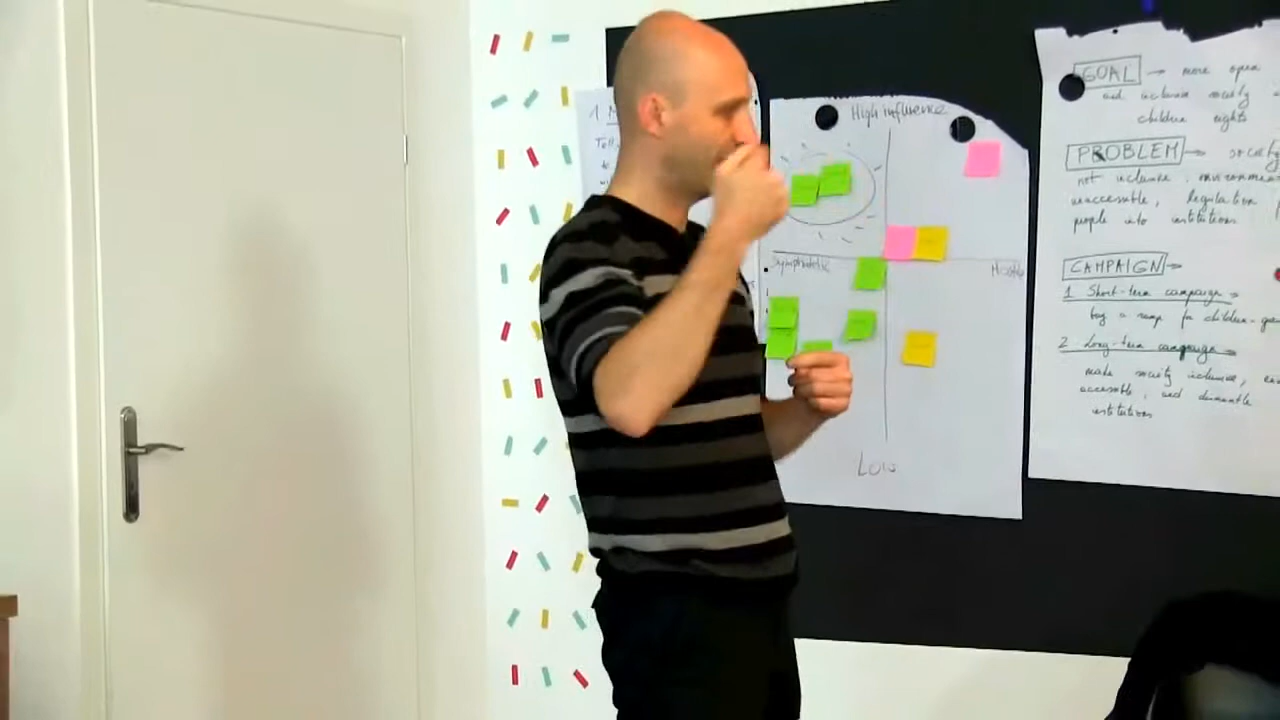 1
High influence
Hostile
Low
GOAL → more open
and inclusive society
children rights
PROBLEM → society
not inclusive, environment
inaccessible, legislation
people into institutions
CAMPAIGN →
1 Short-term campaign →
buy a ramp for children-
2 Long-term campaign →
make society inclusive,
accessible, and dismantle
institutions